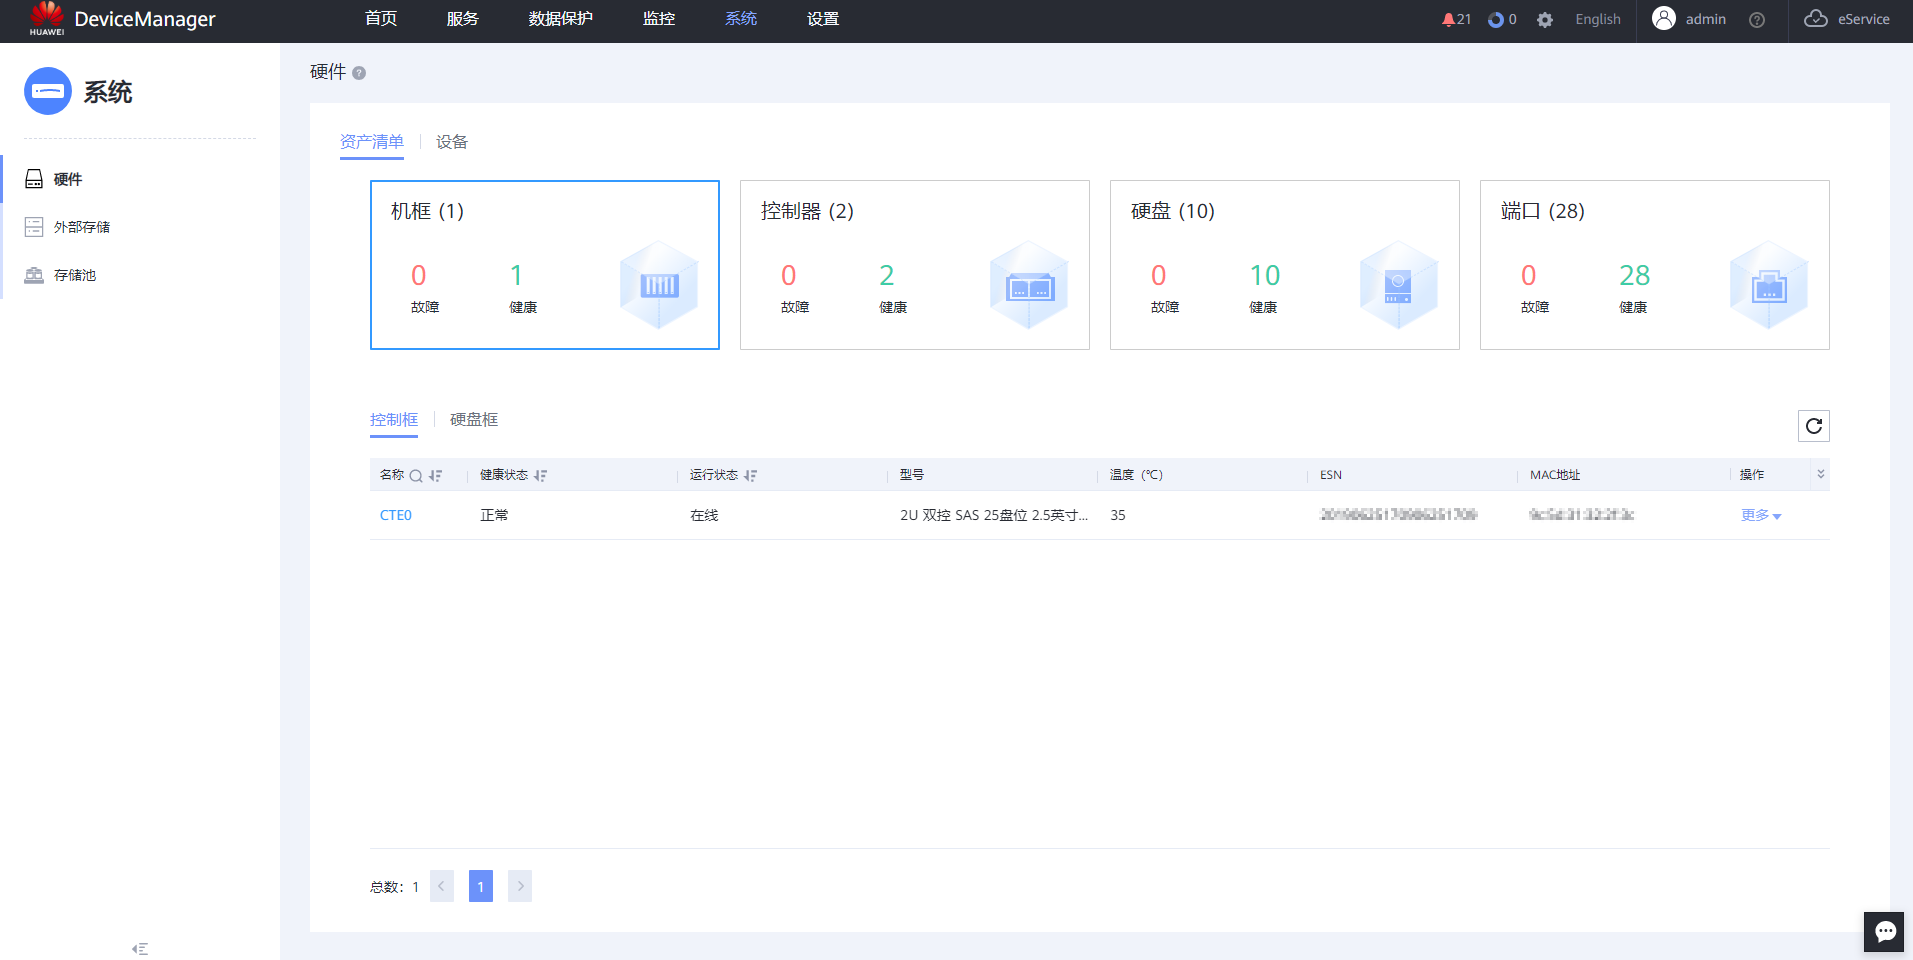 HUAWEI DeviceManager 首页 服务 数据保护 监控 系统 设置 21 0 English admin eService
系统
硬件
外部存储
存储池
硬件
资产清单 设备
机框 (1)
0 1
故障 健康
控制器 (2)
0 2
故障 健康
硬盘 (10)
0 10
故障 健康
端口 (28)
0 28
故障 健康
控制框 硬盘框
名称 健康状态 运行状态 型号 温度（℃） ESN MAC地址 操作
CTE0 正常 在线 2U 双控 SAS 25盘位 2.5英寸... 35 更多
总数：1 1